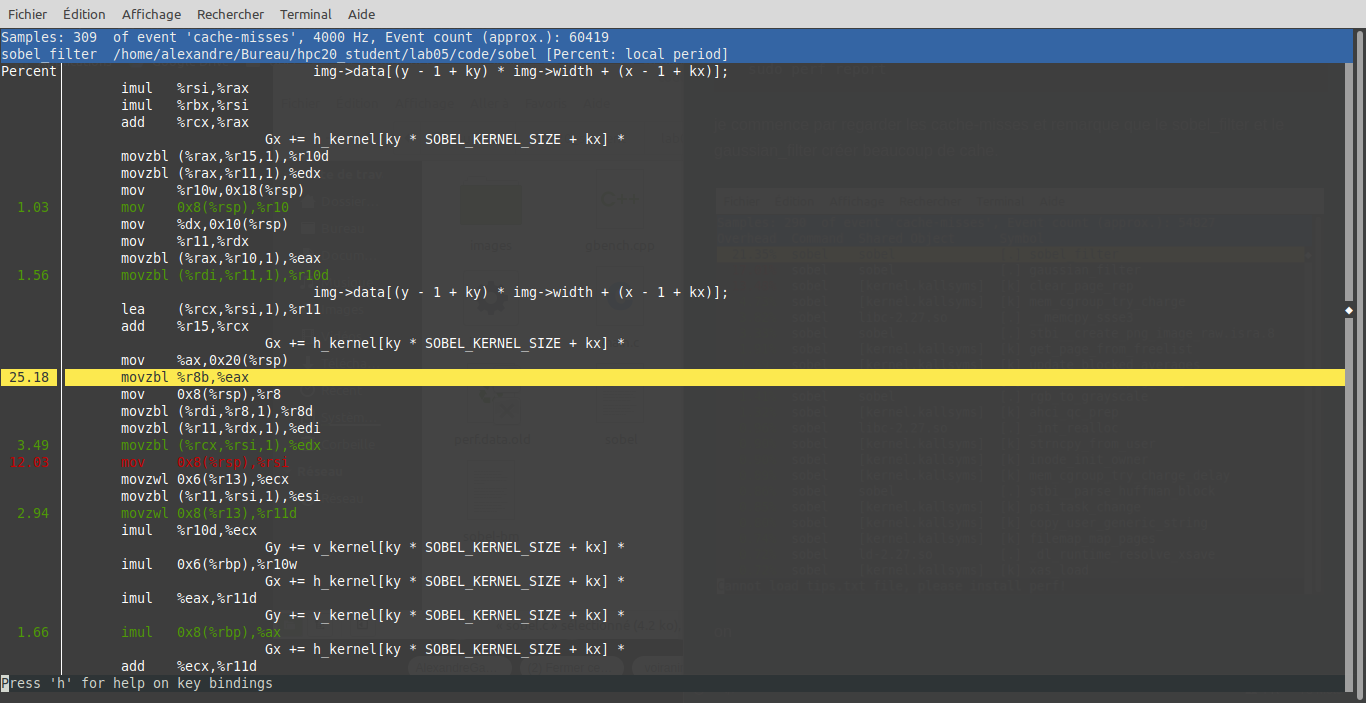 Fichier Édition Affichage Rechercher Terminal Aide
Samples: 309  of event 'cache-misses', 4000 Hz, Event count (approx.): 60419
sobel_filter  /home/alexandre/Bureau/hpc20_student/lab05/code/sobel [Percent: local period]
Percent                                img->data[(y - 1 + ky) * img->width + (x - 1 + kx)];
imul   %rsi,%rax
imul   %rbx,%rsi
add    %rcx,%rax
Gx += h_kernel[ky * SOBEL_KERNEL_SIZE + kx] *
movzbl (%rax,%r15,1),%r10d
movzbl (%rax,%r11,1),%edx
mov    %r10w,0x18(%rsp)
1.03         mov    0x8(%rsp),%r10
mov    %dx,0x10(%rsp)
mov    %r11,%rdx
movzbl (%rax,%r10,1),%eax
1.56         movzbl (%rdi,%r11,1),%r10d
img->data[(y - 1 + ky) * img->width + (x - 1 + kx)];
lea    (%rcx,%rsi,1),%r11
add    %r15,%rcx
Gx += h_kernel[ky * SOBEL_KERNEL_SIZE + kx] *
mov    %ax,0x20(%rsp)
25.18         movzbl %r8b,%eax
mov    0x8(%rsp),%r8
movzbl (%rdi,%r8,1),%r8d
movzbl (%r11,%rdx,1),%edi
3.49         movzbl (%rcx,%rsi,1),%edx
12.03         mov    0x8(%rsp),%rsi
movzwl 0x6(%r13),%ecx
movzbl (%r11,%rsi,1),%esi
2.94         movzwl 0x8(%r13),%r11d
imul   %r10d,%ecx
Gy += v_kernel[ky * SOBEL_KERNEL_SIZE + kx] *
imul   0x6(%rbp),%r10w
Gx += h_kernel[ky * SOBEL_KERNEL_SIZE + kx] *
imul   %eax,%r11d
Gy += v_kernel[ky * SOBEL_KERNEL_SIZE + kx] *
1.66         imul   0x8(%rbp),%ax
Gx += h_kernel[ky * SOBEL_KERNEL_SIZE + kx] *
add    %ecx,%r11d
Press 'h' for help on key bindings